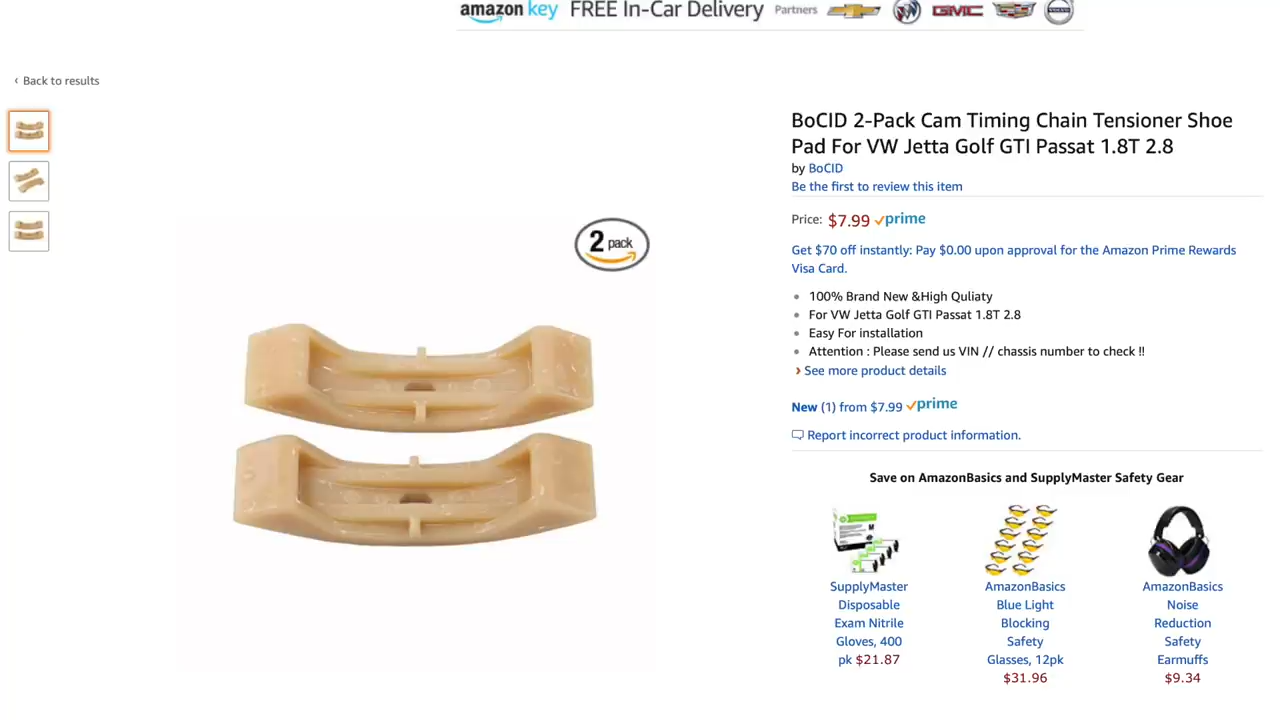 amazon key FREE In-Car Delivery Partners GMC
‹ Back to results
BoCID 2-Pack Cam Timing Chain Tensioner Shoe
Pad For VW Jetta Golf GTI Passat 1.8T 2.8
by BoCID
Be the first to review this item
Price: $7.99 prime
Get $70 off instantly: Pay $0.00 upon approval for the Amazon Prime Rewards
Visa Card.
2 pack
• 100% Brand New &High Quliaty
• For VW Jetta Golf GTI Passat 1.8T 2.8
• Easy For installation
• Attention : Please send us VIN // chassis number to check !!
› See more product details
New (1) from $7.99 prime
Report incorrect product information.
Save on AmazonBasics and SupplyMaster Safety Gear
SupplyMaster
Disposable
Exam Nitrile
Gloves, 400
pk $21.87
AmazonBasics
Blue Light
Blocking
Safety
Glasses, 12pk
$31.96
AmazonBasics
Noise
Reduction
Safety
Earmuffs
$9.34